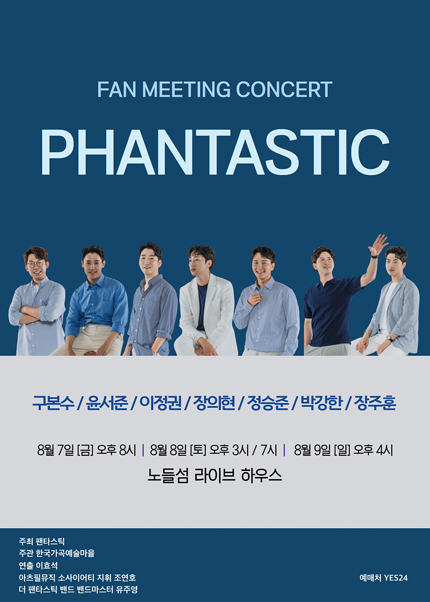 FAN MEETING CONCERT
PHANTASTIC
구본수 / 윤서준 / 이정권 / 장의현 / 정승준 / 박강한 / 장주훈
8월 7일 [금] 오후 8시 | 8월 8일 [토] 오후 3시 / 7시 | 8월 9일 [일] 오후 4시
노들섬 라이브 하우스
주최 팬타스틱
주관 한국가곡예술마을
연출 이효석
아츠필뮤직 소사이어티 지휘 조연호
더 팬타스틱 밴드 밴드마스터 유주영
예매처 YES24